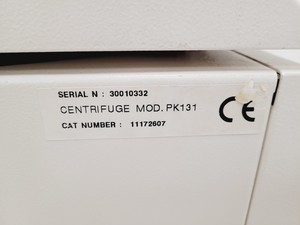 SERIAL N : 30010332
CENTRIFUGE MOD. PK131
CE
CAT NUMBER : 11172607